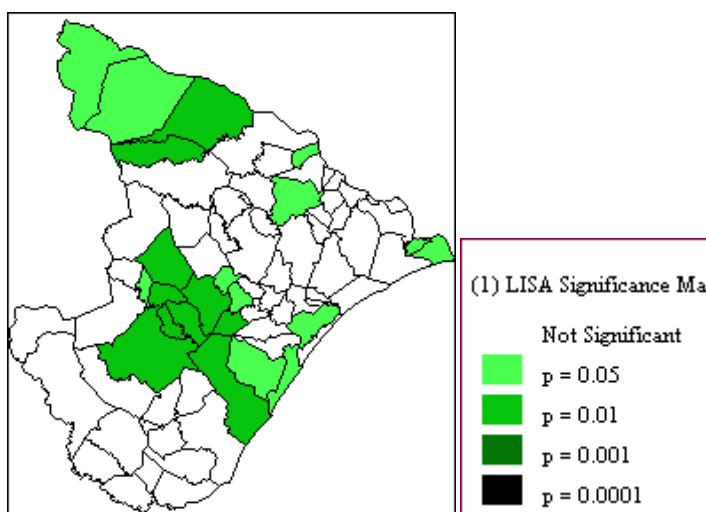 (1) LISA Significance Ma
Not Significant
p = 0.05
p = 0.01
p = 0.001
p = 0.0001